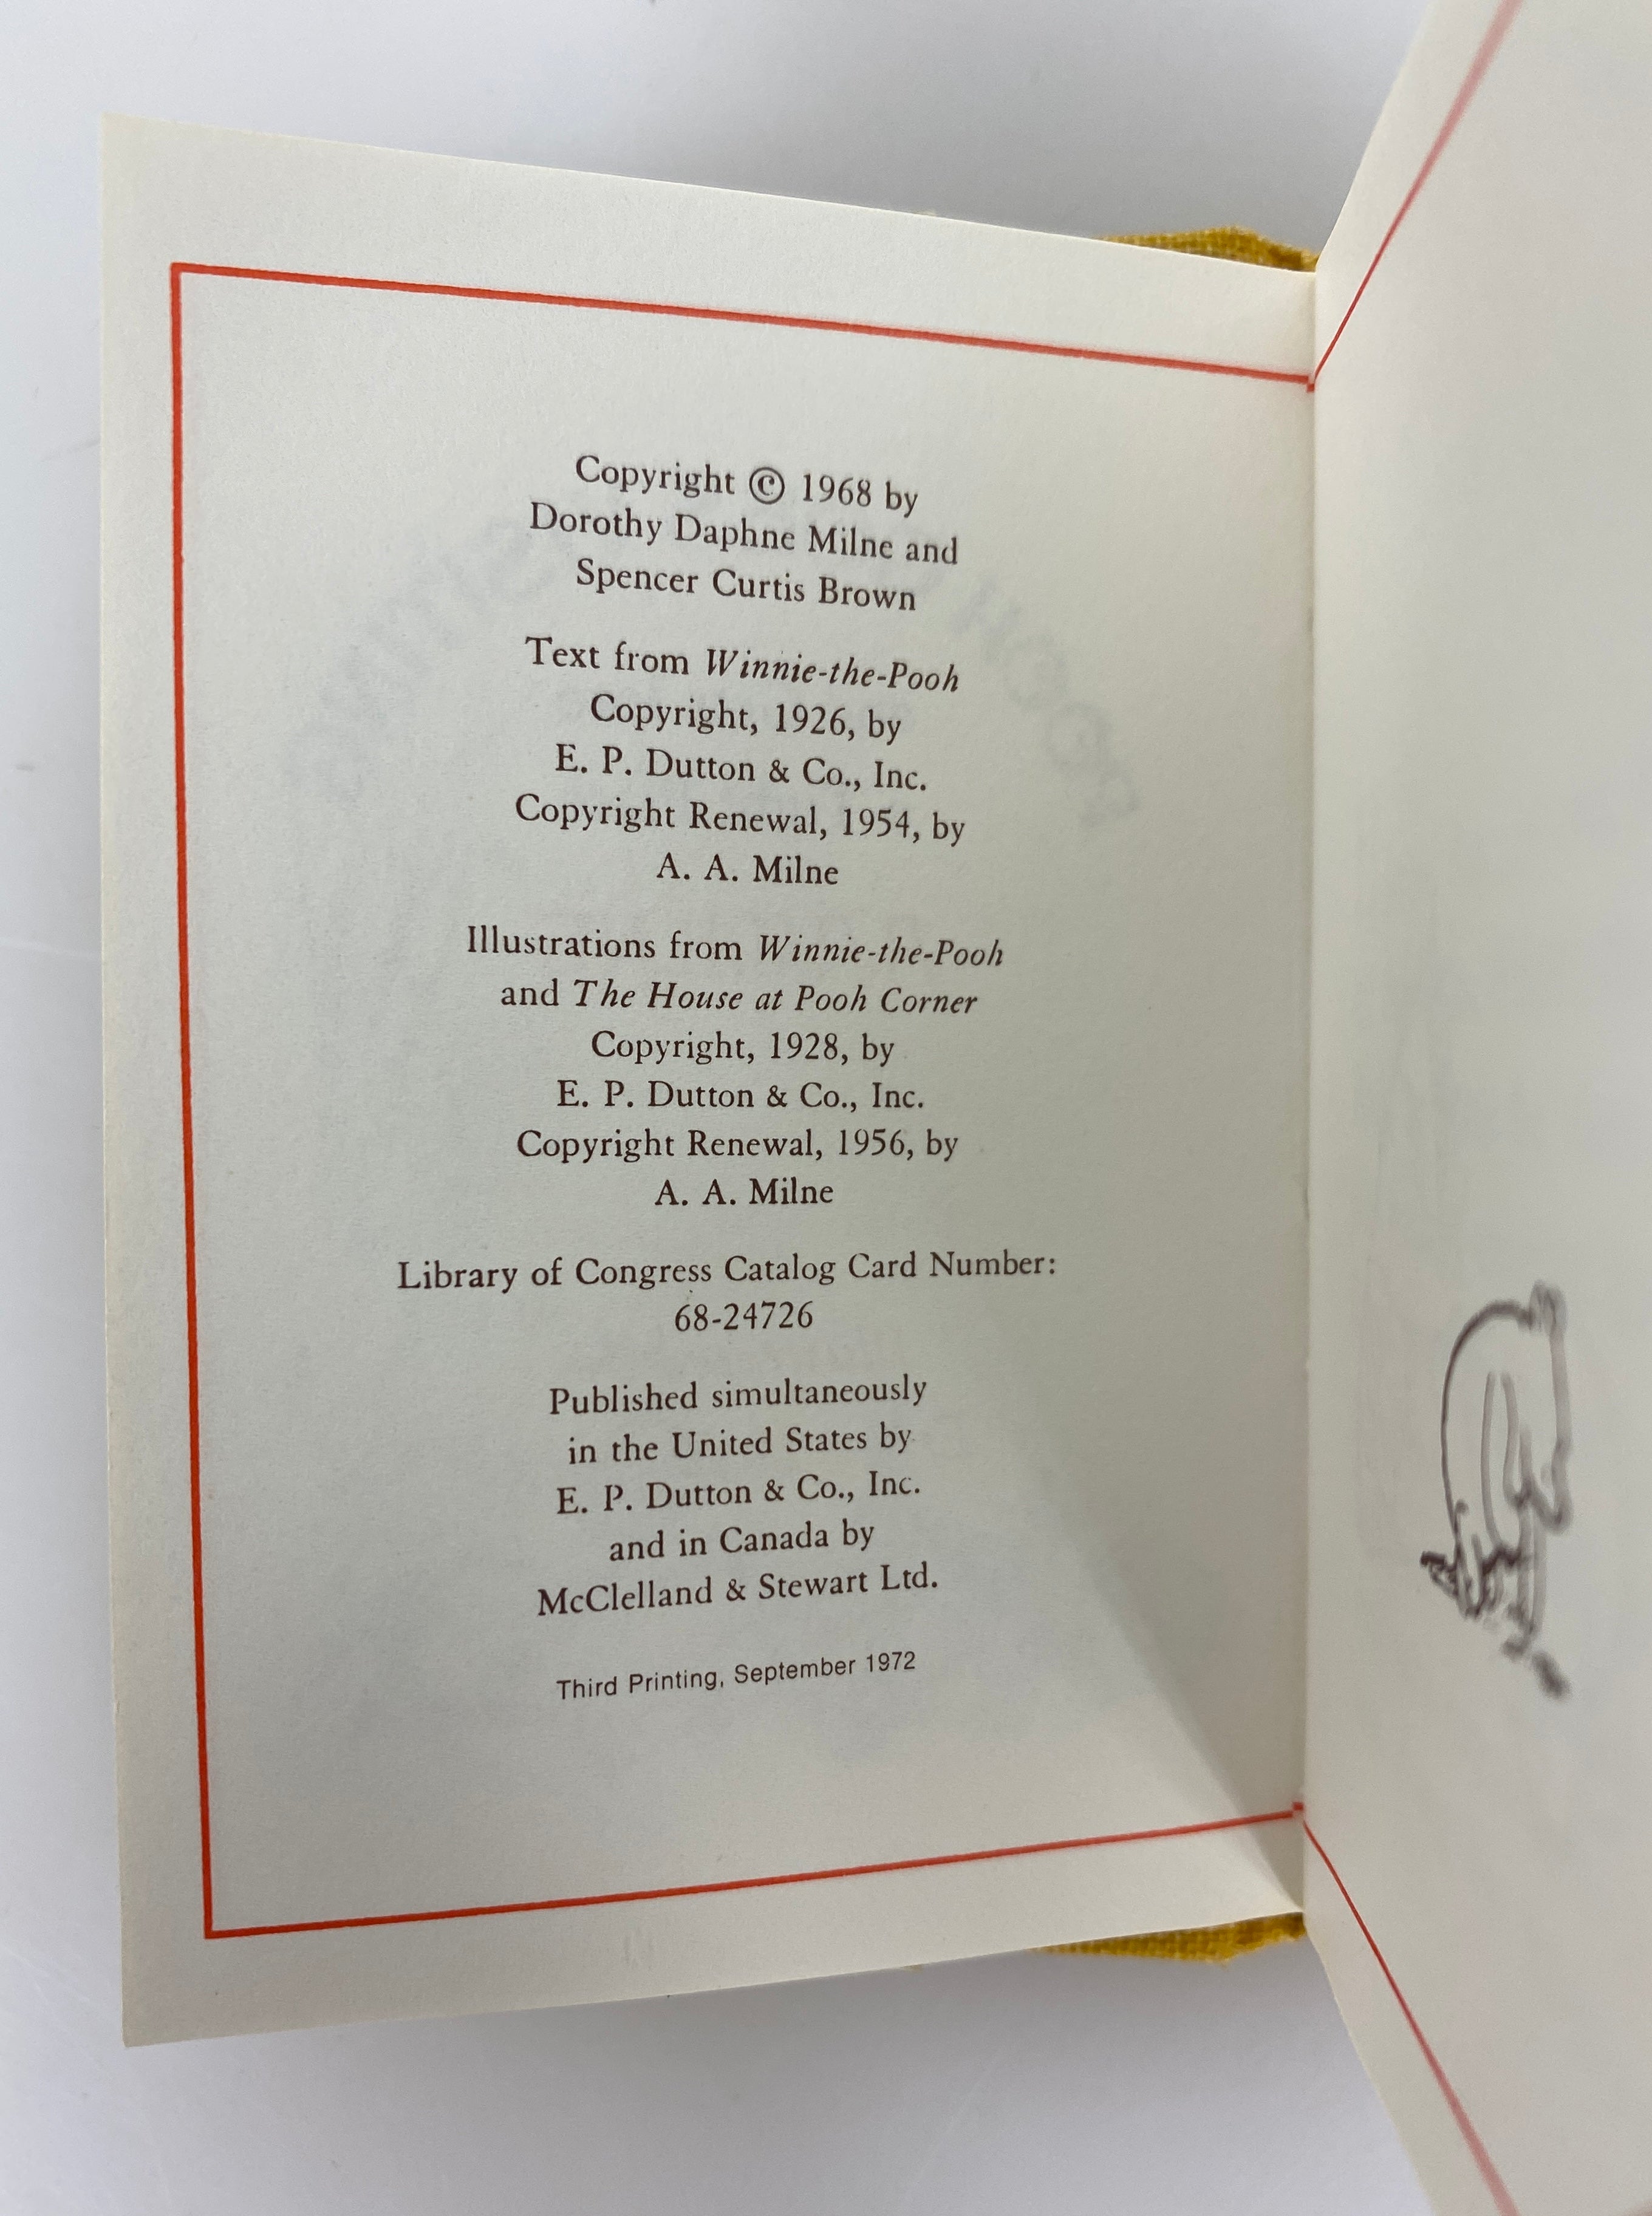 Copyright © 1968 by
Dorothy Daphne Milne and
Spencer Curtis Brown
Text from Winnie-the-Pooh
Copyright, 1926, by
E. P. Dutton & Co., Inc.
Copyright Renewal, 1954, by
A. A. Milne
Illustrations from Winnie-the-Pooh
and The House at Pooh Corner
Copyright, 1928, by
E. P. Dutton & Co., Inc.
Copyright Renewal, 1956, by
A. A. Milne
Library of Congress Catalog Card Number:
68-24726
Published simultaneously
in the United States by
E. P. Dutton & Co., Inc.
and in Canada by
McClelland & Stewart Ltd.
Third Printing, September 1972